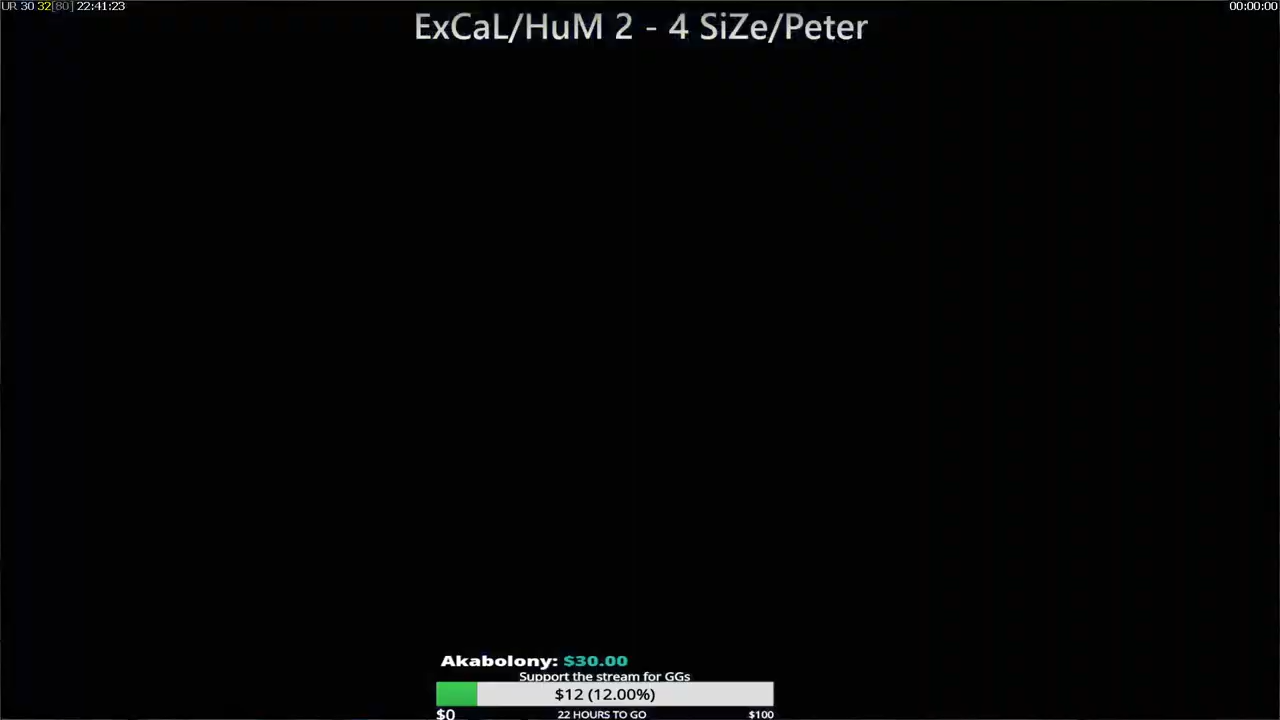 UR 30 32[80] 22:41:23
00:00:00
ExCaL/HuM 2 - 4 SiZe/Peter
Akabolony: $30.00
Support the stream for GGs
$12 (12.00%)
$0 22 HOURS TO GO $100